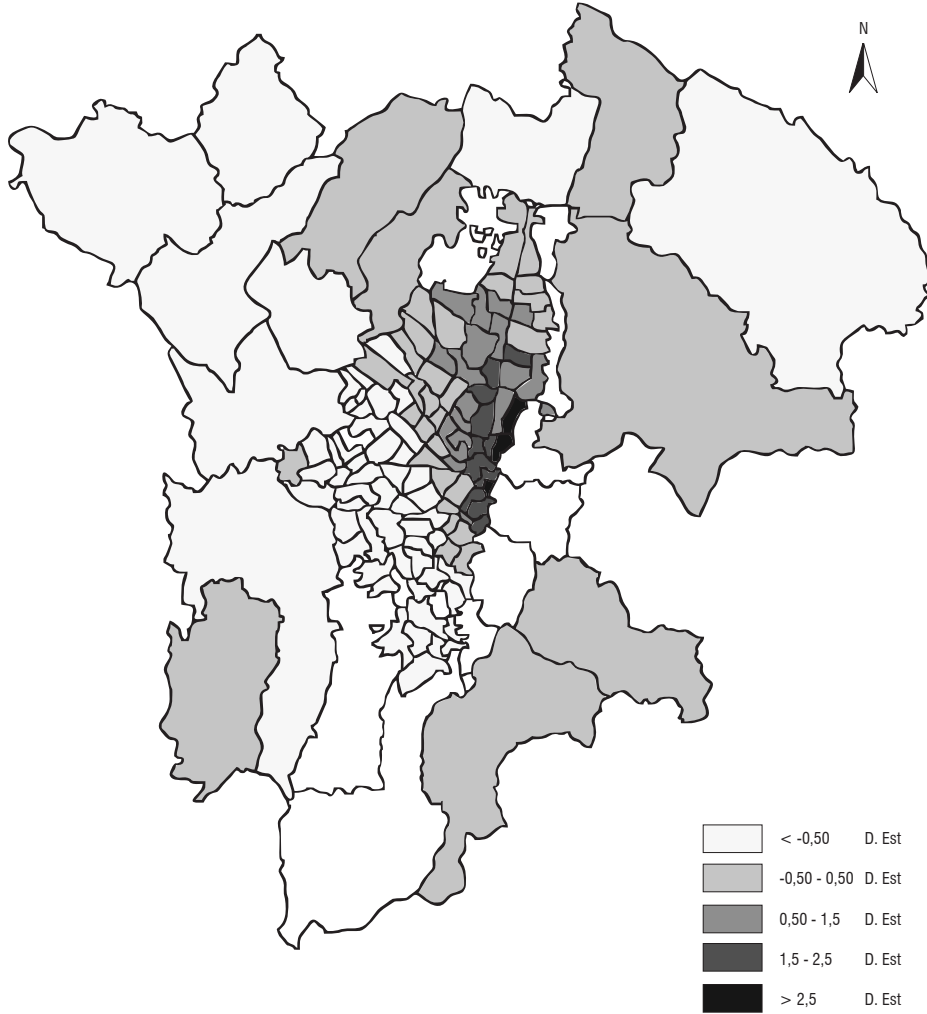 N
< -0,50 D. Est
-0,50 - 0,50 D. Est
0,50 - 1,5 D. Est
1,5 - 2,5 D. Est
> 2,5 D. Est